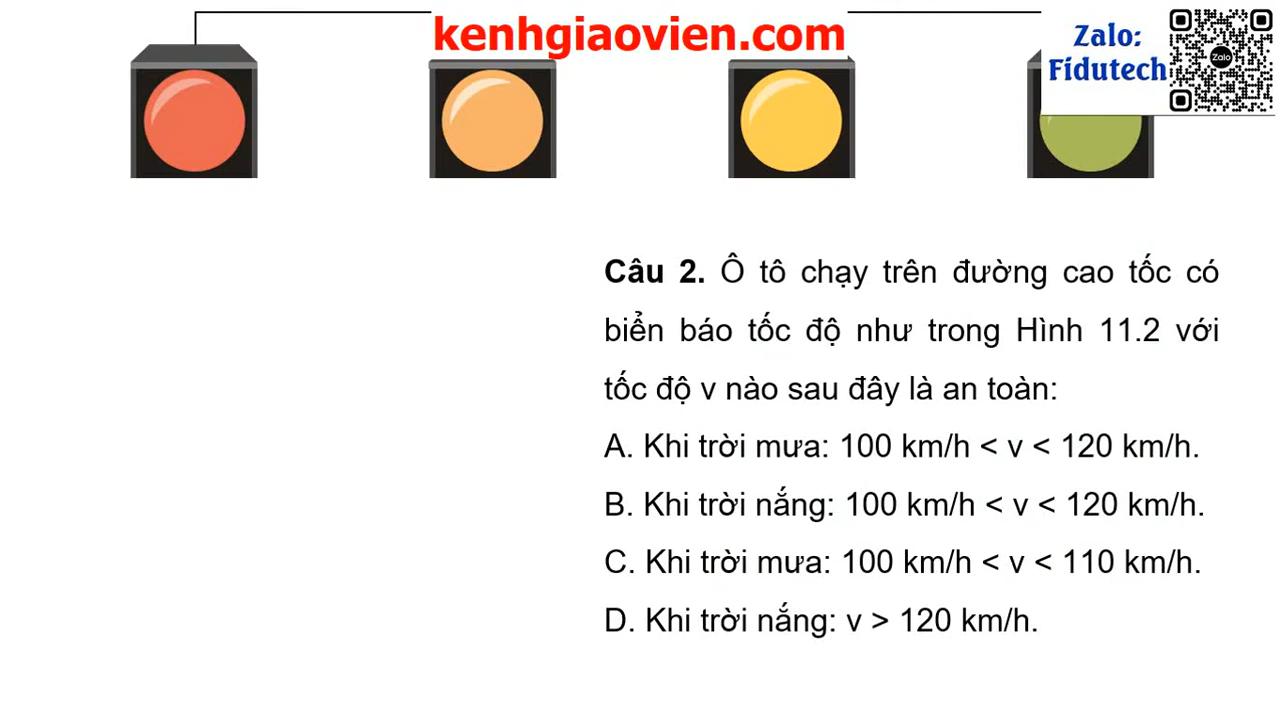 kenhgiaovien.com
Zalo:
Fidutech
Zalo
Câu 2. Ô tô chạy trên đường cao tốc có
biển báo tốc độ như trong Hình 11.2 với
tốc độ v nào sau đây là an toàn:
A. Khi trời mưa: 100 km/h < v < 120 km/h.
B. Khi trời nắng: 100 km/h < v < 120 km/h.
C. Khi trời mưa: 100 km/h < v < 110 km/h.
D. Khi trời nắng: v > 120 km/h.